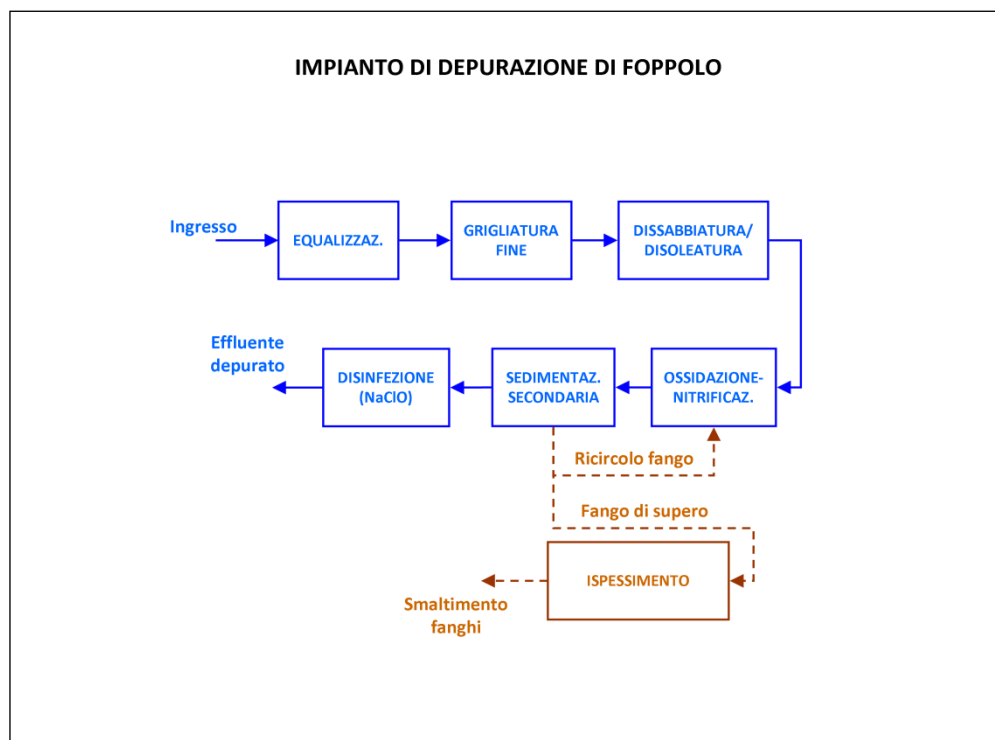 IMPIANTO DI DEPURAZIONE DI FOPPOLO
Ingresso
EQUALIZZAZ.
GRIGLIATURA
FINE
DISSABBIATURA/
DISOLEATURA
Effluente
depurato
DISINFEZIONE
(NaClO)
SEDIMENTAZ.
SECONDARIA
OSSIDAZIONE-
NITRIFICAZ.
Ricircolo fango
Fango di supero
ISPESSIMENTO
Smaltimento
fanghi